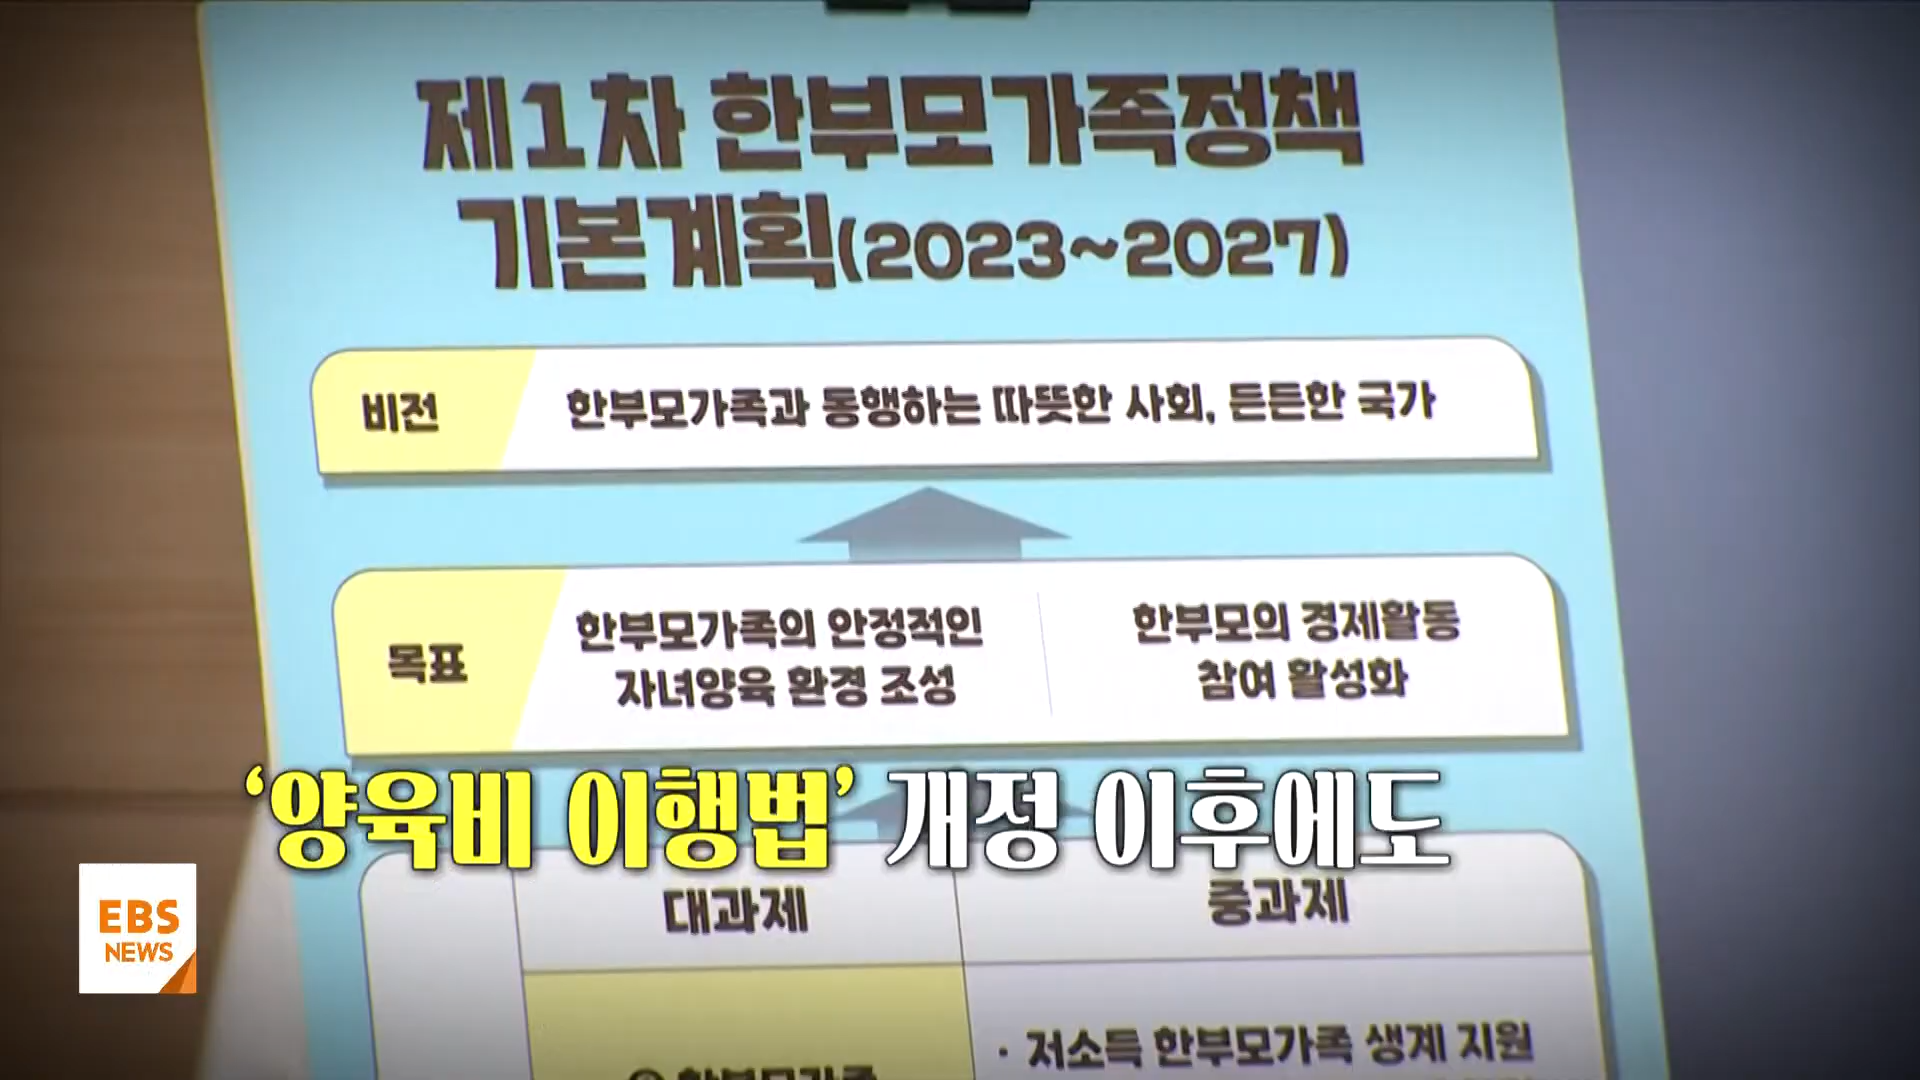 제1차 한부모가족정책
기본계획(2023~2027)
비전
한부모가족과 동행하는 따뜻한 사회, 든든한 국가
목표
한부모가족의 안정적인
자녀양육 환경 조성
한부모의 경제활동
참여 활성화
‘양육비 이행법’ 개정 이후에도
대과제
중과제
EBS
NEWS
· 저소득 한부모가족 생계 지원
한부모가족